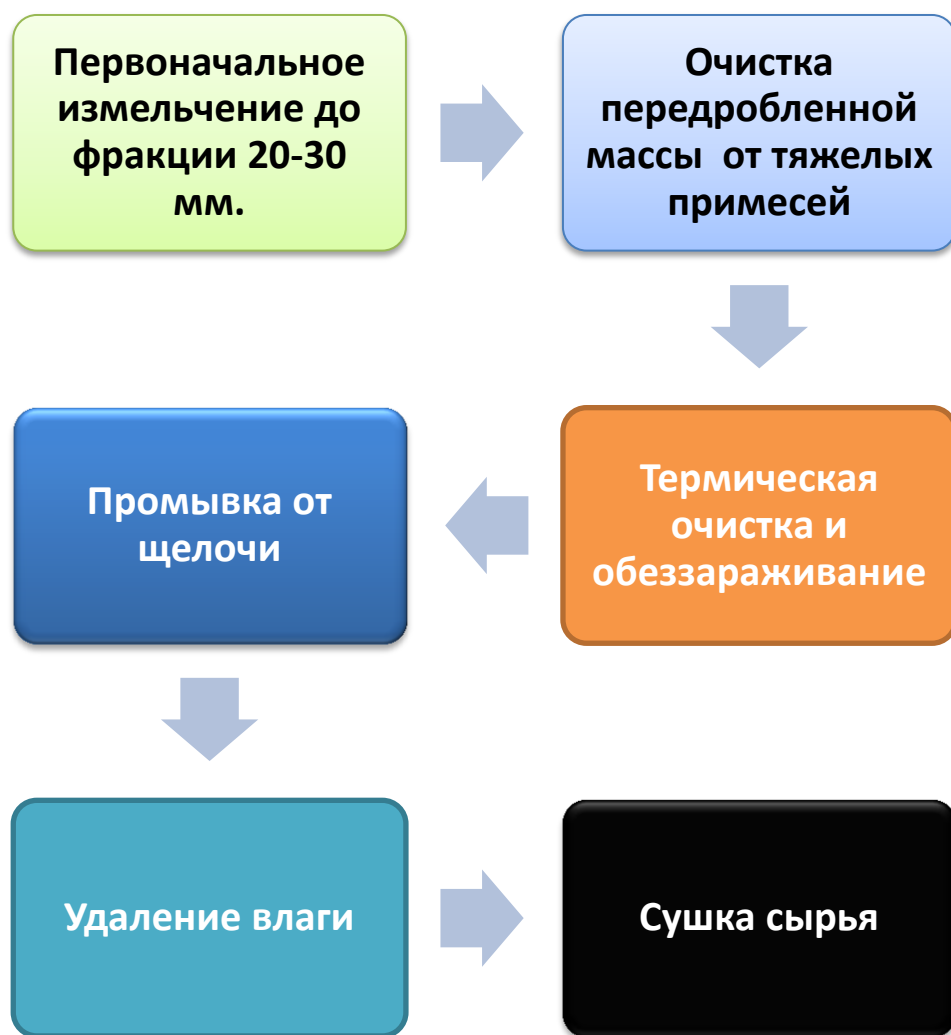 Первоначальное
измельчение до
фракции 20-30
мм.
Очистка
передробленной
массы от тяжелых
примесей
Термическая
очистка и
обеззараживание
Промывка от
щелочи
Удаление влаги
Сушка сырья